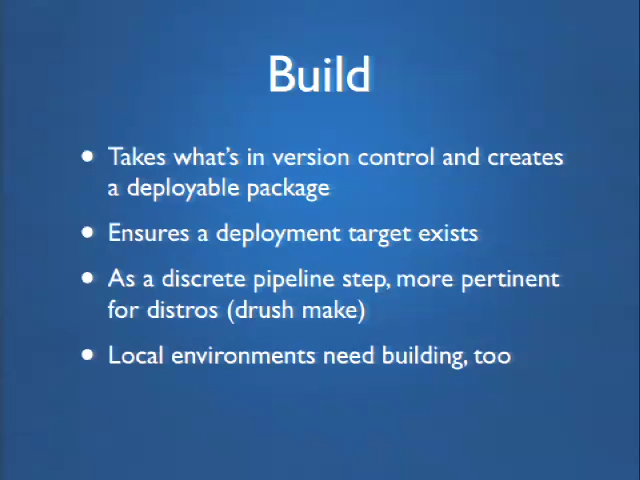 Build
• Takes what's in version control and creates
a deployable package
• Ensures a deployment target exists
• As a discrete pipeline step, more pertinent
for distros (drush make)
• Local environments need building, too